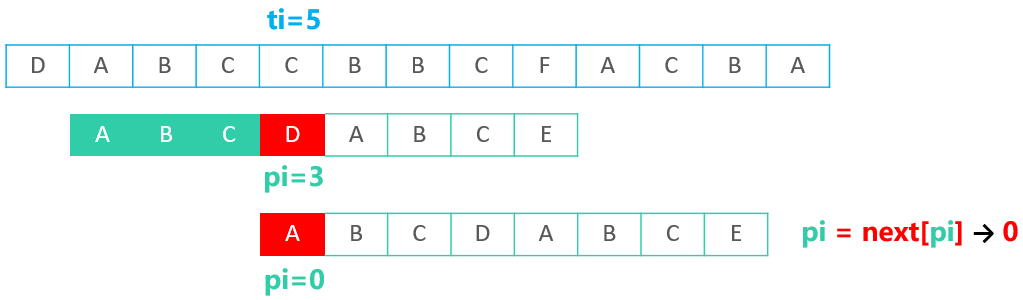 ti=5
D A B C C B B C F A C B A
A B C D A B C E
pi=3
A B C D A B C E pi = next[pi] → 0
pi=0